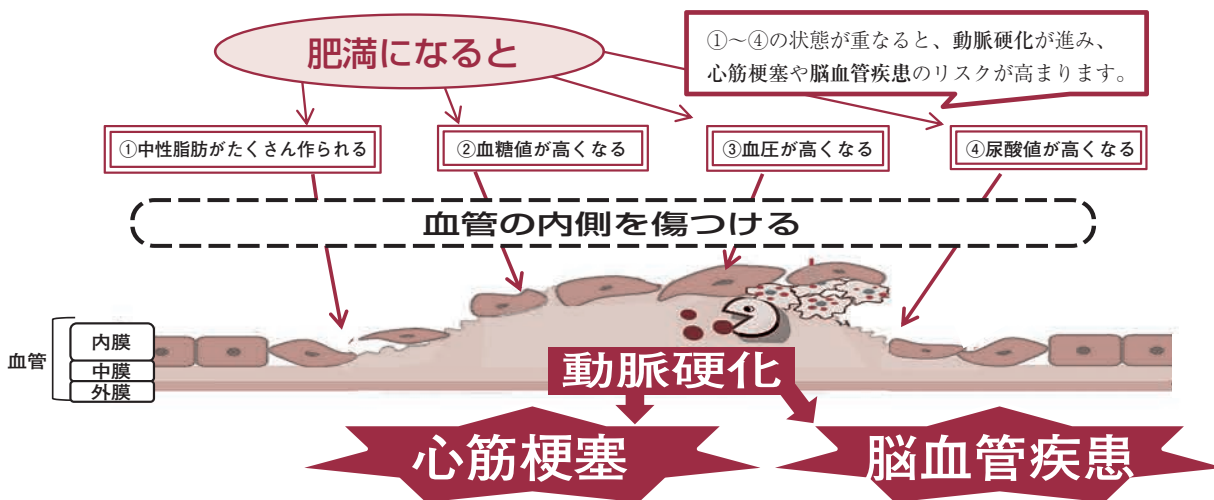 肥満になると
①～④の状態が重なると、動脈硬化が進み、
心筋梗塞や脳血管疾患のリスクが高まります。
①中性脂肪がたくさん作られる
②血糖値が高くなる
③血圧が高くなる
④尿酸値が高くなる
血管の内側を傷つける
血管
内膜
中膜
外膜
動脈硬化
心筋梗塞
脳血管疾患